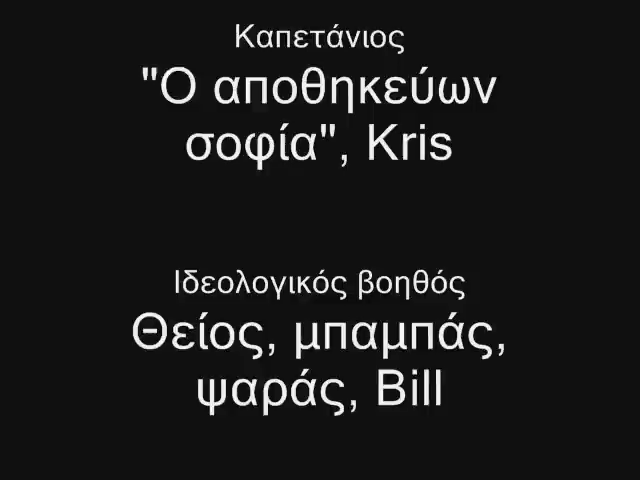 Καπετάνιος
"Ο αποθηκεύων
σοφία", Kris
Ιδεολογικός βοηθός
Θείος, μπαμπάς,
ψαράς, Bill